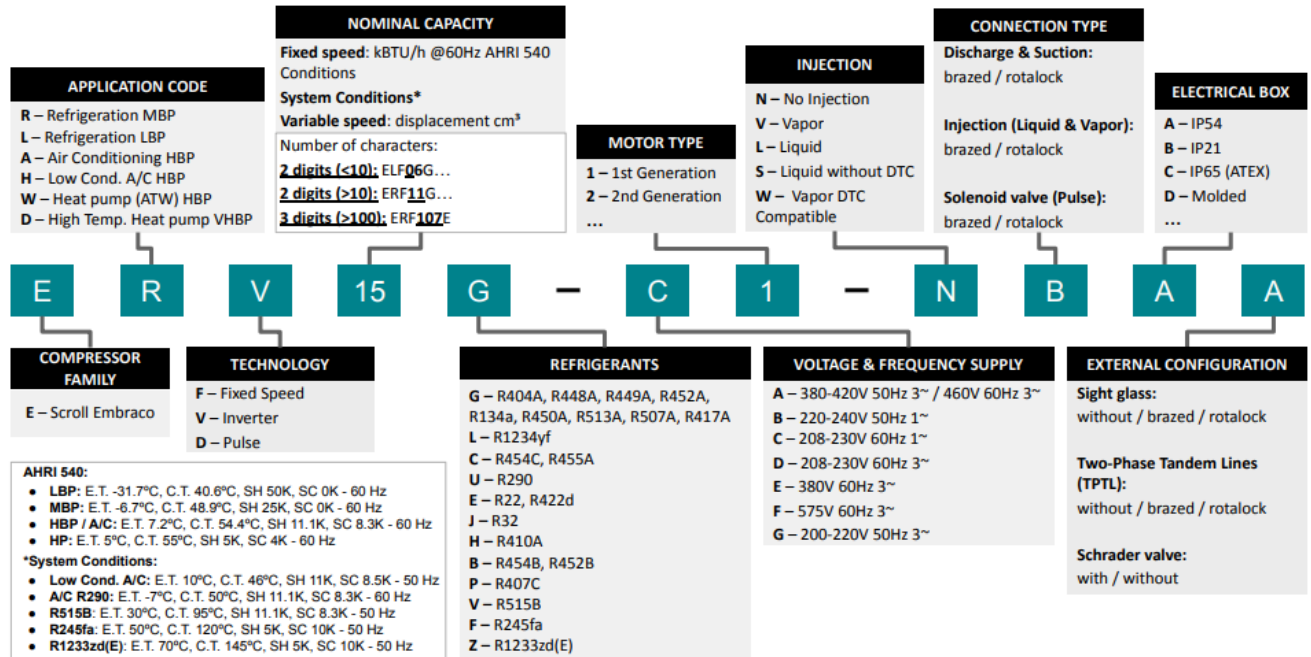 NOMINAL CAPACITY
Fixed speed: kBTU/h @60Hz AHRI 540
Conditions
System Conditions*
Variable speed: displacement cm³
Number of characters:
2 digits (<10): ELF06G...
2 digits (>10): ERF11G...
3 digits (>100): ERF107E
CONNECTION TYPE
Discharge & Suction:
brazed / rotalock
Injection (Liquid & Vapor):
brazed / rotalock
Solenoid valve (Pulse):
brazed / rotalock
APPLICATION CODE
R – Refrigeration MBP
L – Refrigeration LBP
A – Air Conditioning HBP
H – Low Cond. A/C HBP
W – Heat pump (ATW) HBP
D – High Temp. Heat pump VHBP
MOTOR TYPE
1 – 1st Generation
2 – 2nd Generation
...
INJECTION
N – No Injection
V – Vapor
L – Liquid
S – Liquid without DTC
W – Vapor DTC
Compatible
ELECTRICAL BOX
A – IP54
B – IP21
C – IP65 (ATEX)
D – Molded
...
E R V 15 G – C 1 – N B A A
COMPRESSOR
FAMILY
E – Scroll Embraco
TECHNOLOGY
F – Fixed Speed
V – Inverter
D – Pulse
REFRIGERANTS
G – R404A, R448A, R449A, R452A,
R134a, R450A, R513A, R507A, R417A
L – R1234yf
C – R454C, R455A
U – R290
E – R22, R422d
J – R32
H – R410A
B – R454B, R452B
P – R407C
V – R515B
F – R245fa
Z – R1233zd(E)
VOLTAGE & FREQUENCY SUPPLY
A – 380-420V 50Hz 3~ / 460V 60Hz 3~
B – 220-240V 50Hz 1~
C – 208-230V 60Hz 1~
D – 208-230V 60Hz 3~
E – 380V 60Hz 3~
F – 575V 60Hz 3~
G – 200-220V 50Hz 3~
EXTERNAL CONFIGURATION
Sight glass:
without / brazed / rotalock
Two-Phase Tandem Lines
(TPTL):
without / brazed / rotalock
Schrader valve:
with / without
AHRI 540:
• LBP: E.T. -31.7ºC, C.T. 40.6ºC, SH 50K, SC 0K - 60 Hz
• MBP: E.T. -6.7ºC, C.T. 48.9ºC, SH 25K, SC 0K - 60 Hz
• HBP / A/C: E.T. 7.2ºC, C.T. 54.4ºC, SH 11.1K, SC 8.3K - 60 Hz
• HP: E.T. 5ºC, C.T. 55ºC, SH 5K, SC 4K - 60 Hz
*System Conditions:
• Low Cond. A/C: E.T. 10ºC, C.T. 46ºC, SH 11K, SC 8.5K - 50 Hz
• A/C R290: E.T. -7ºC, C.T. 50ºC, SH 11.1K, SC 8.3K - 60 Hz
• R515B: E.T. 30ºC, C.T. 95ºC, SH 11.1K, SC 8.3K - 50 Hz
• R245fa: E.T. 50ºC, C.T. 120ºC, SH 5K, SC 10K - 50 Hz
• R1233zd(E): E.T. 70ºC, C.T. 145ºC, SH 5K, SC 10K - 50 Hz